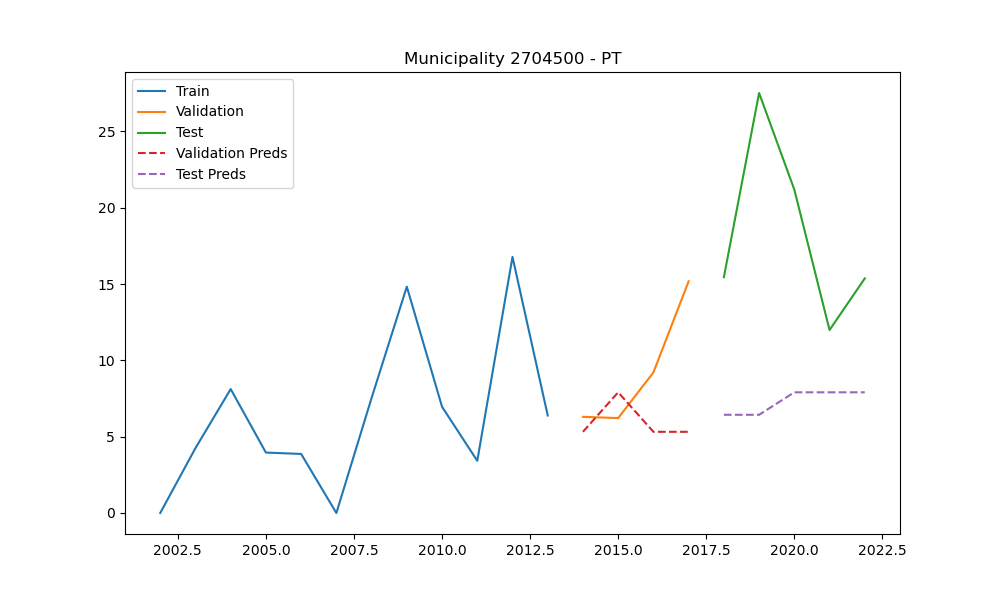 Municipality 2704500 - PT
Train
Validation
Test
Validation Preds
Test Preds
25
20
15
10
5
0
2002.5 2005.0 2007.5 2010.0 2012.5 2015.0 2017.5 2020.0 2022.5